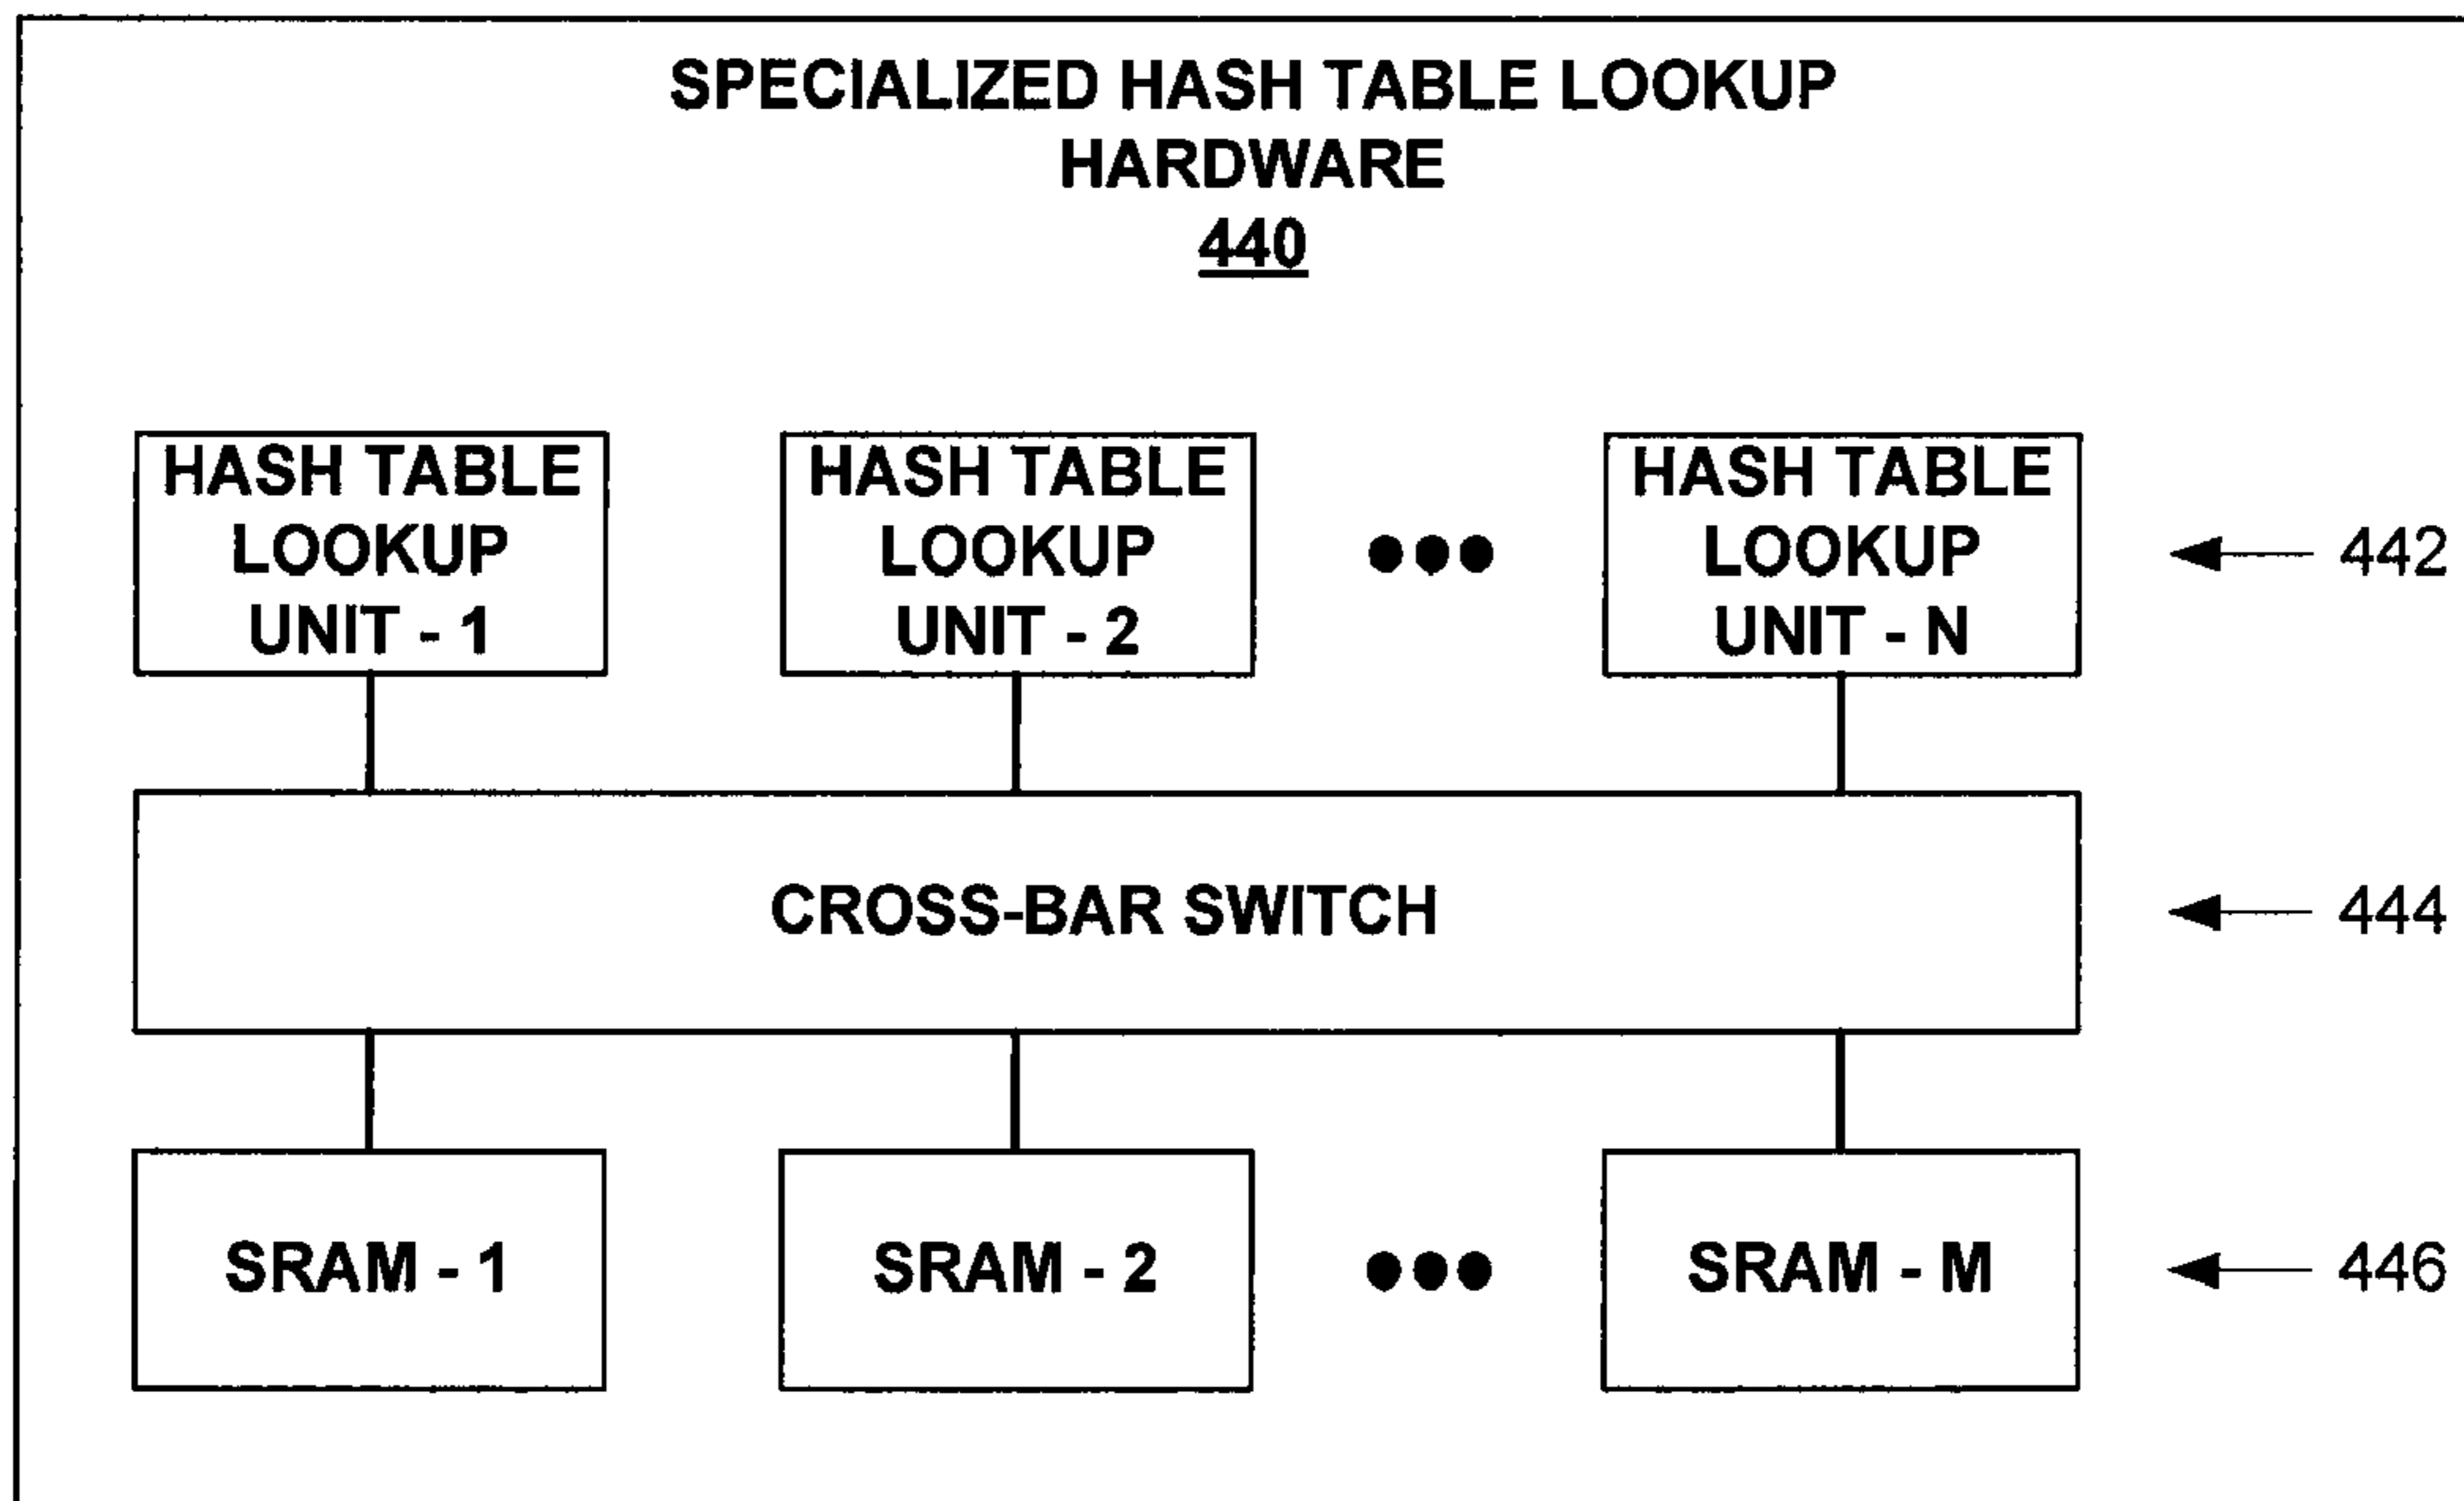 SPECIALIZED HASH TABLE LOOKUP
HARDWARE
440
HASH TABLE
LOOKUP
UNIT - 1
HASH TABLE
LOOKUP
UNIT - 2
HASH TABLE
LOOKUP
UNIT - N
442
CROSS-BAR SWITCH
444
SRAM - 1
SRAM - 2
SRAM - M
446